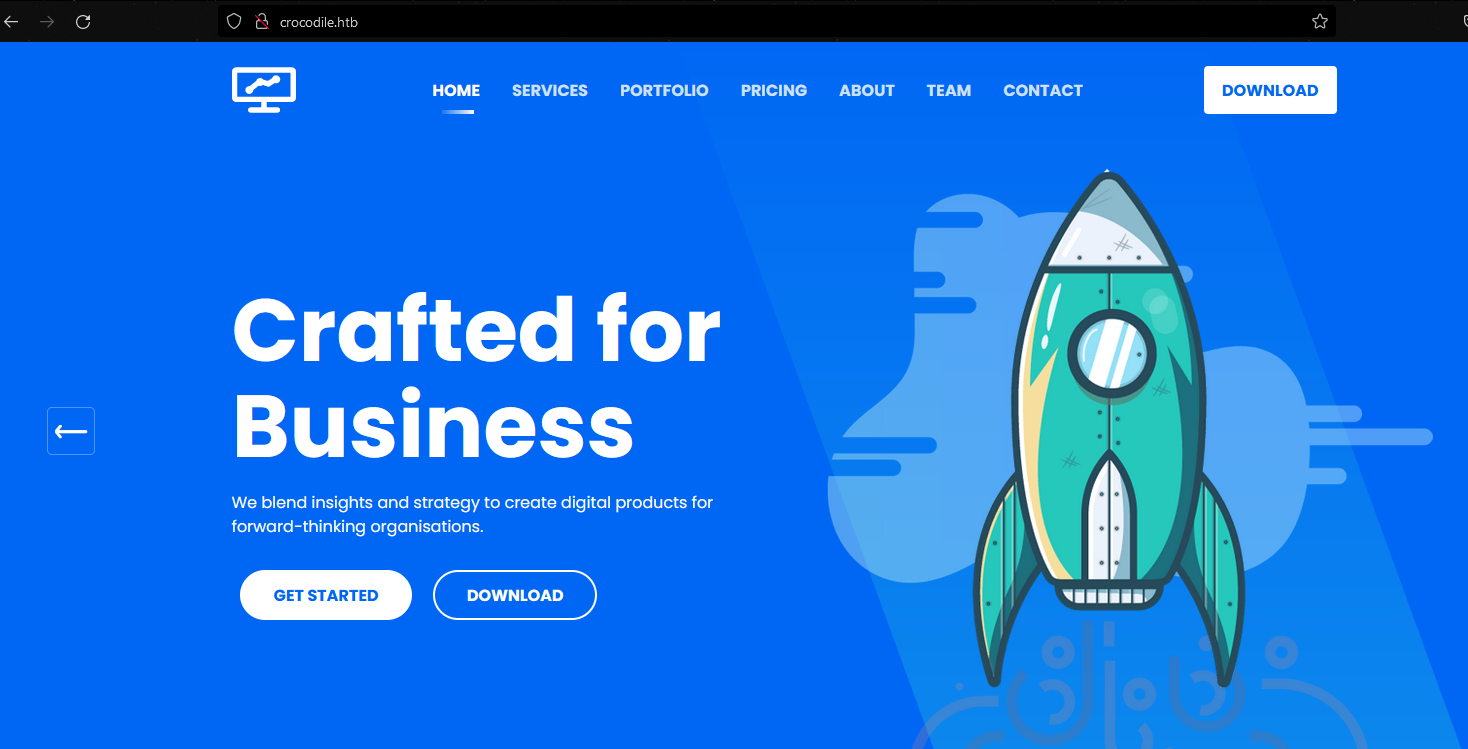 crocodile.htb
HOME SERVICES PORTFOLIO PRICING ABOUT TEAM CONTACT DOWNLOAD
Crafted for
Business
We blend insights and strategy to create digital products for
forward-thinking organisations.
GET STARTED DOWNLOAD